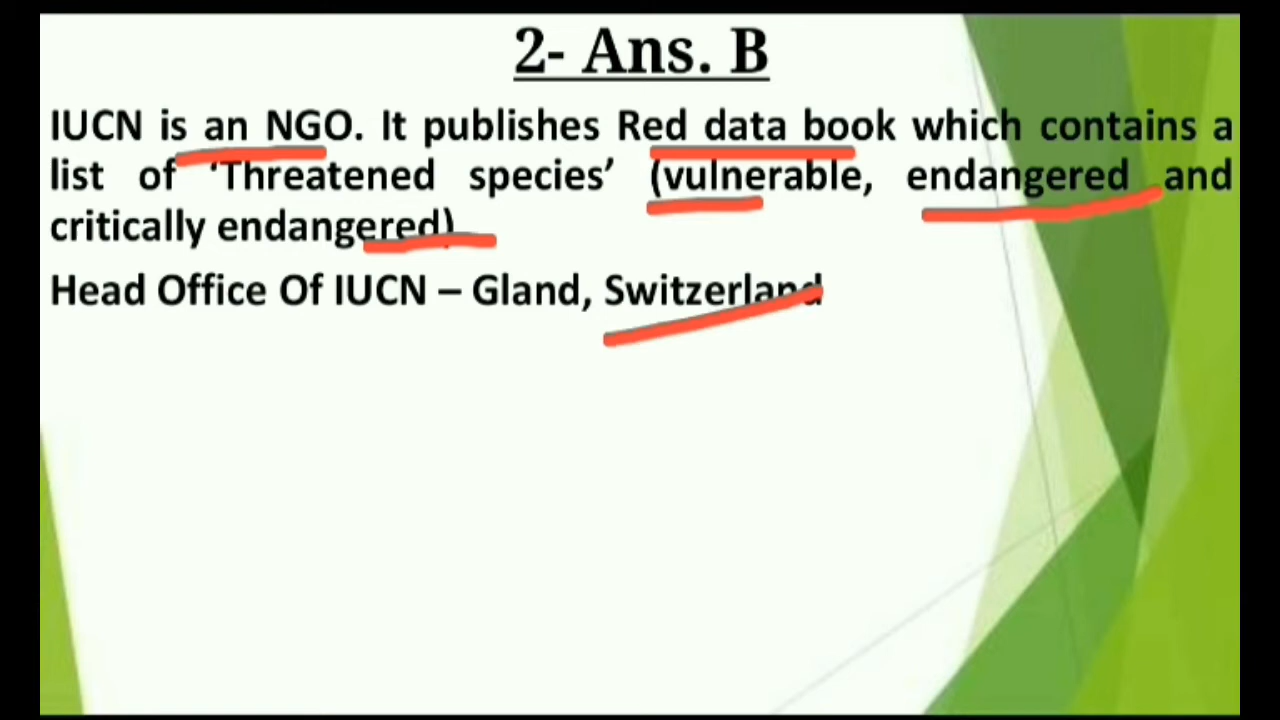 2- Ans. B
IUCN is an NGO. It publishes Red data book which contains a
list of ‘Threatened species’ (vulnerable, endangered and
critically endangered)
Head Office Of IUCN – Gland, Switzerland